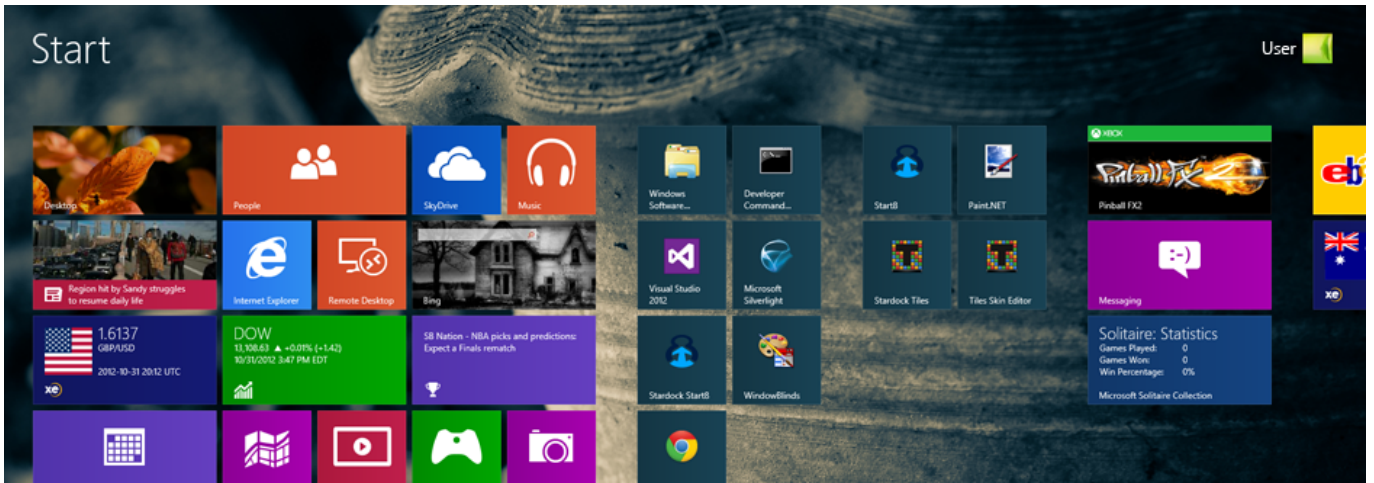 Start
User
Desktop
People
SkyDrive
Music
Windows
Software...
Developer
Command...
Start8
Paint.NET
XBOX
Pinball FX2
Pinball FX2
eb
Region hit by Sandy struggles
to resume daily life
Internet Explorer
Remote Desktop
Bing
Visual Studio
2012
Microsoft
Silverlight
Stardock Tiles
Tiles Skin Editor
Messaging
xe
1.6137
GBP/USD
2012-10-31 20:12 UTC
xe
DOW
13,108.63 ▲ +0.01% (+1.42)
10/31/2012 3:47 PM EDT
SB Nation - NBA picks and predictions:
Expect a Finals rematch
Stardock Start8
WindowBlinds
Solitaire: Statistics
Games Played: 0
Games Won: 0
Win Percentage: 0%
Microsoft Solitaire Collection